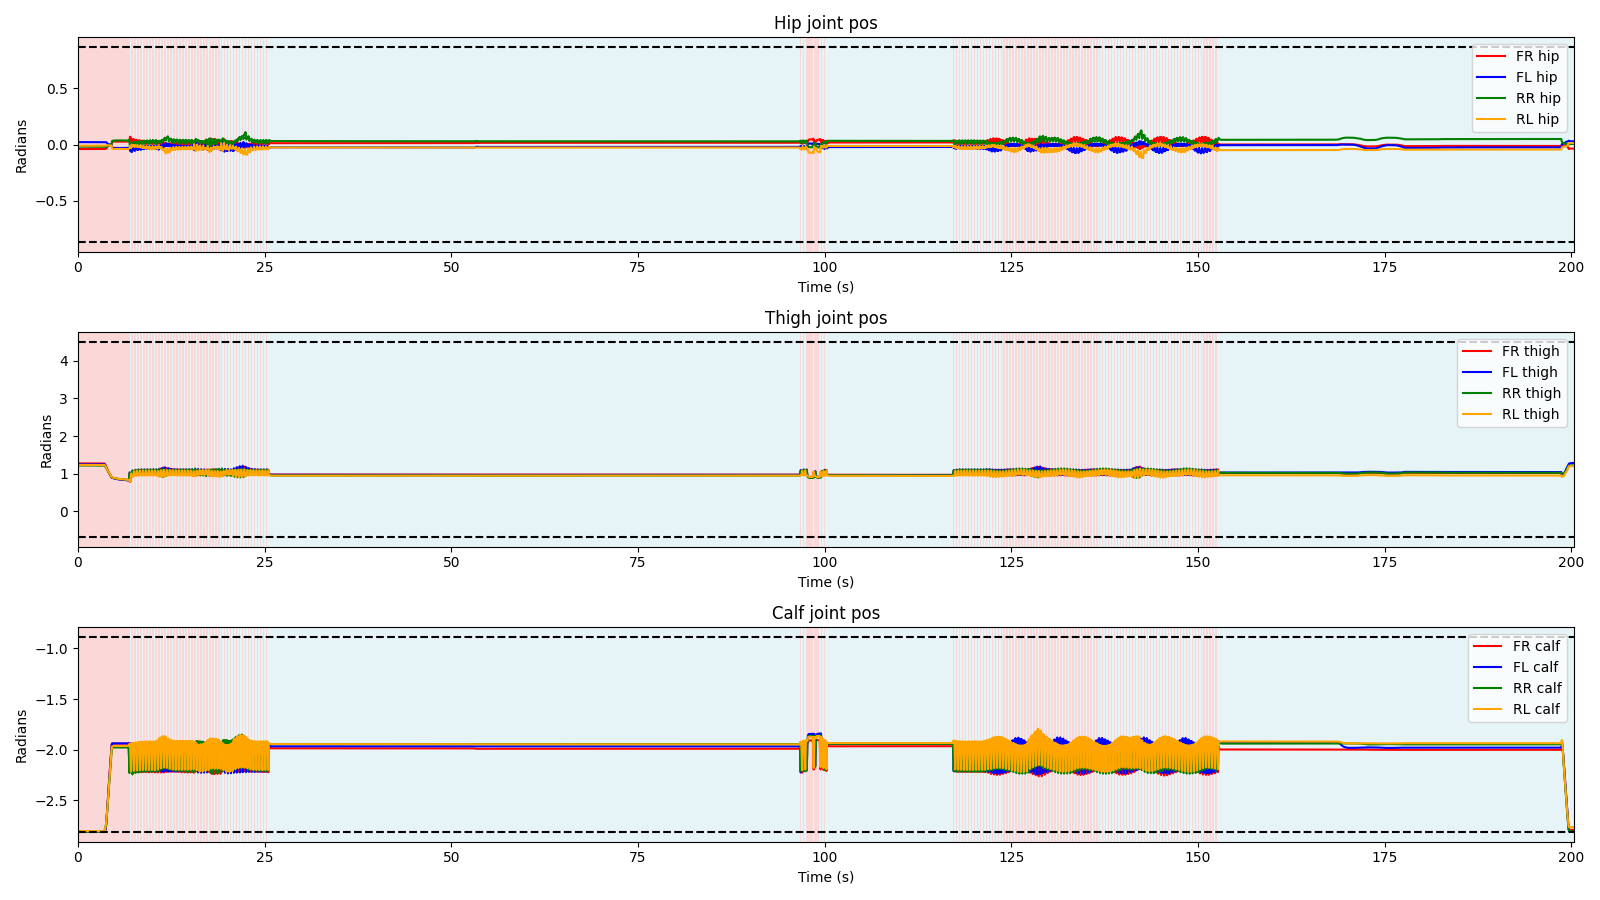 Hip joint pos
Radians
0.5
0.0
−0.5
FR hip
FL hip
RR hip
RL hip
0 25 50 75 100 125 150 175 200
Time (s)
Thigh joint pos
Radians
4
3
2
1
0
FR thigh
FL thigh
RR thigh
RL thigh
0 25 50 75 100 125 150 175 200
Time (s)
Calf joint pos
Radians
−1.0
−1.5
−2.0
−2.5
FR calf
FL calf
RR calf
RL calf
0 25 50 75 100 125 150 175 200
Time (s)